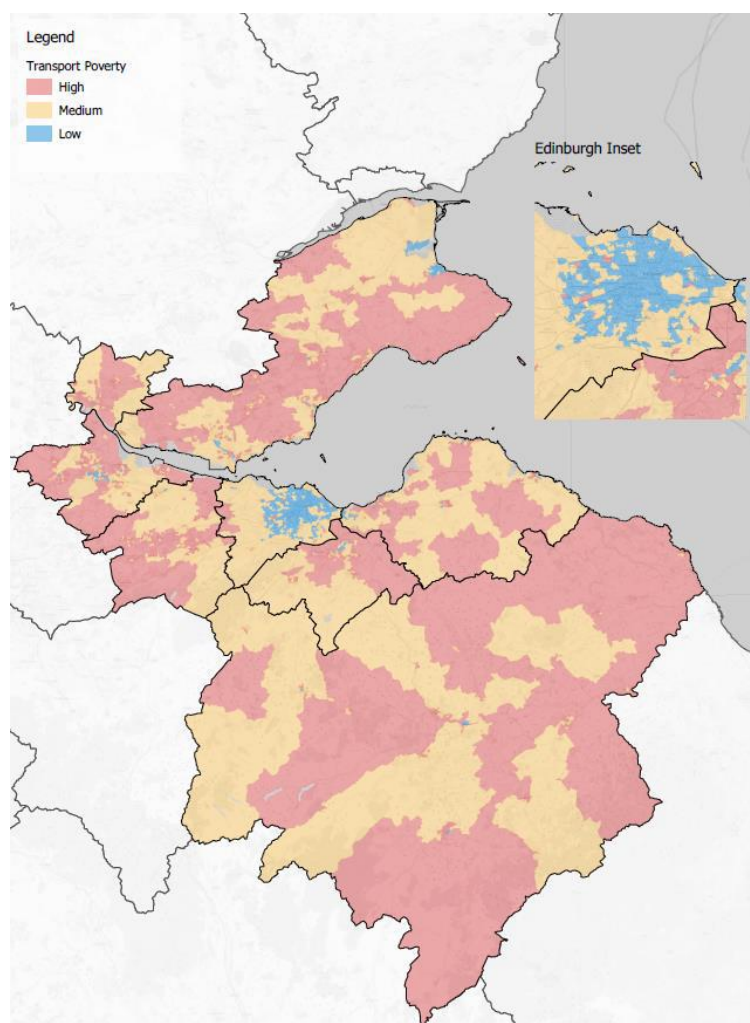 Legend
Transport Poverty
High
Medium
Low
Edinburgh Inset